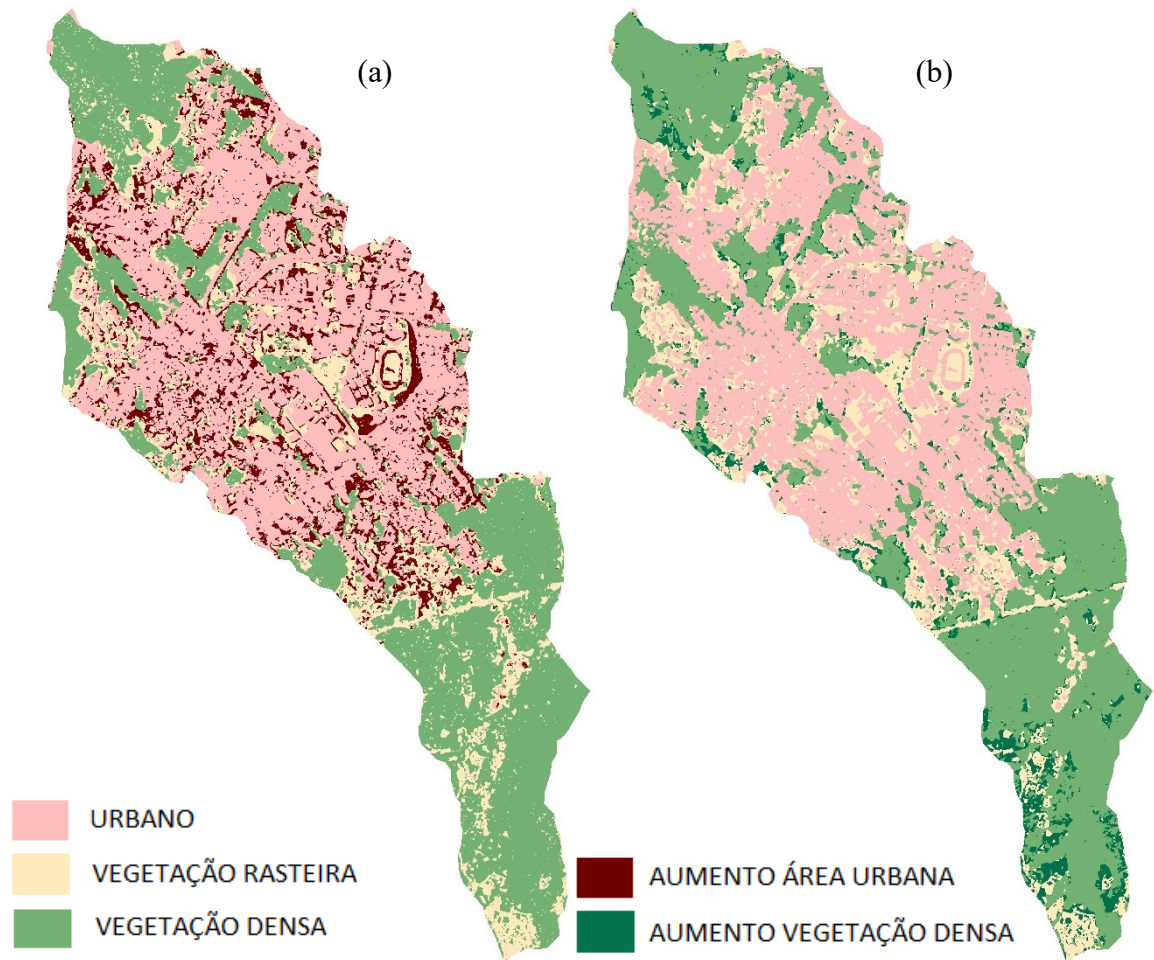 (a)
(b)
URBANO
VEGETAÇÃO RASTEIRA
VEGETAÇÃO DENSA
AUMENTO ÁREA URBANA
AUMENTO VEGETAÇÃO DENSA